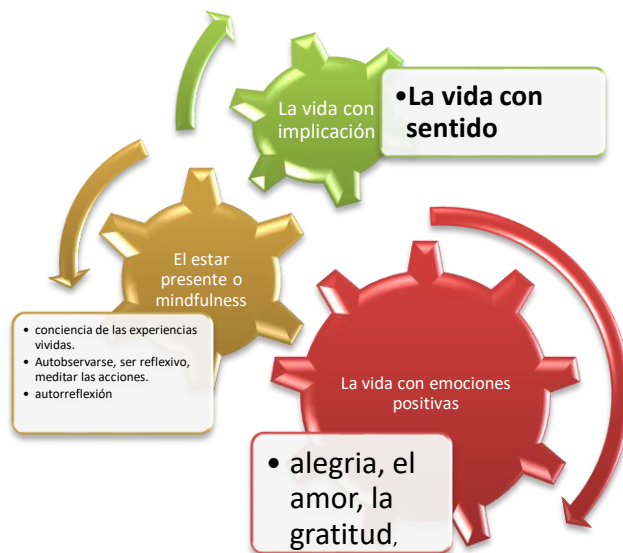 La vida con
implicación
•La vida con
sentido
El estar
presente o
mindfulness
• conciencia de las experiencias
vividas.
• Autobservarse, ser reflexivo,
meditar las acciones.
• autorreflexión
La vida con emociones
positivas
• alegria, el
amor, la
gratitud,